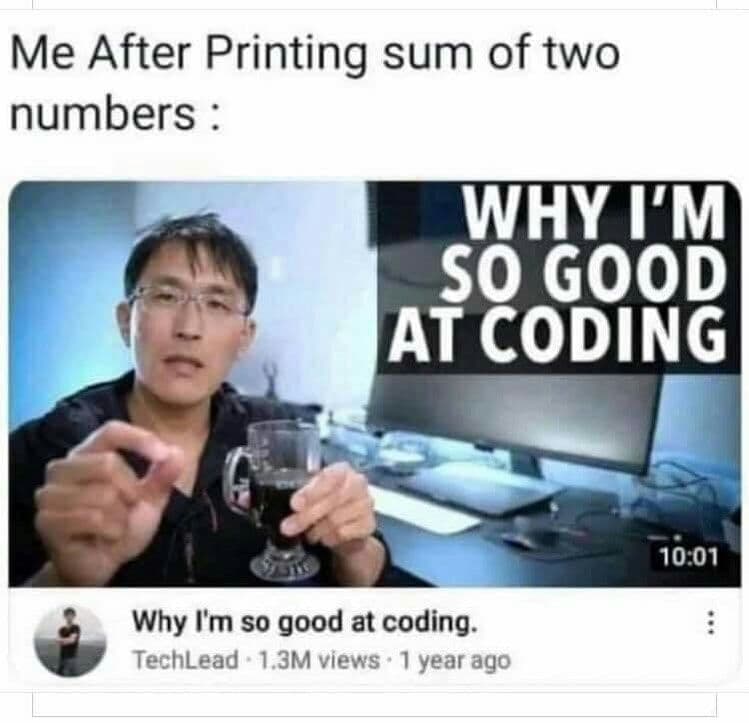 Me After Printing sum of two
numbers :
WHY I'M
SO GOOD
AT CODING
10:01
Why I'm so good at coding.
TechLead · 1.3M views · 1 year ago